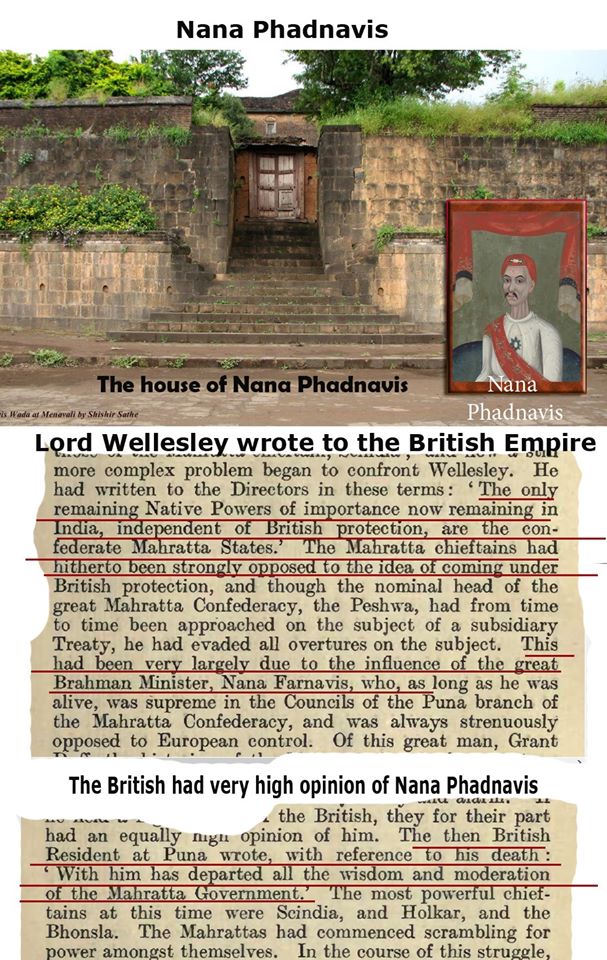 Nana Phadnavis
The house of Nana Phadnavis
Nana
Phadnavis
Wada at Menavali by Shishir Sathe
Lord Wellesley wrote to the British Empire
more complex problem began to confront Wellesley. He
had written to the Directors in these terms: ‘The only
remaining Native Powers of importance now remaining in
India, independent of British protection, are the con-
federate Mahratta States.’ The Mahratta chieftains had
hitherto been strongly opposed to the idea of coming under
British protection, and though the nominal head of the
great Mahratta Confederacy, the Peshwa, had from time
to time been approached on the subject of a subsidiary
Treaty, he had evaded all overtures on the subject. This
had been very largely due to the influence of the great
Brahman Minister, Nana Farnavis, who, as long as he was
alive, was supreme in the Councils of the Puna branch of
the Mahratta Confederacy, and was always strenuously
opposed to European control. Of this great man, Grant
The British had very high opinion of Nana Phadnavis
and alarm. If
the British, they for their part
had an equally high opinion of him. The then British
Resident at Puna wrote, with reference to his death:
‘With him has departed all the wisdom and moderation
of the Mahratta Government.’ The most powerful chief-
tains at this time were Scindia, and Holkar, and the
Bhonsla. The Mahrattas had commenced scrambling for
power amongst themselves. In the course of this struggle,